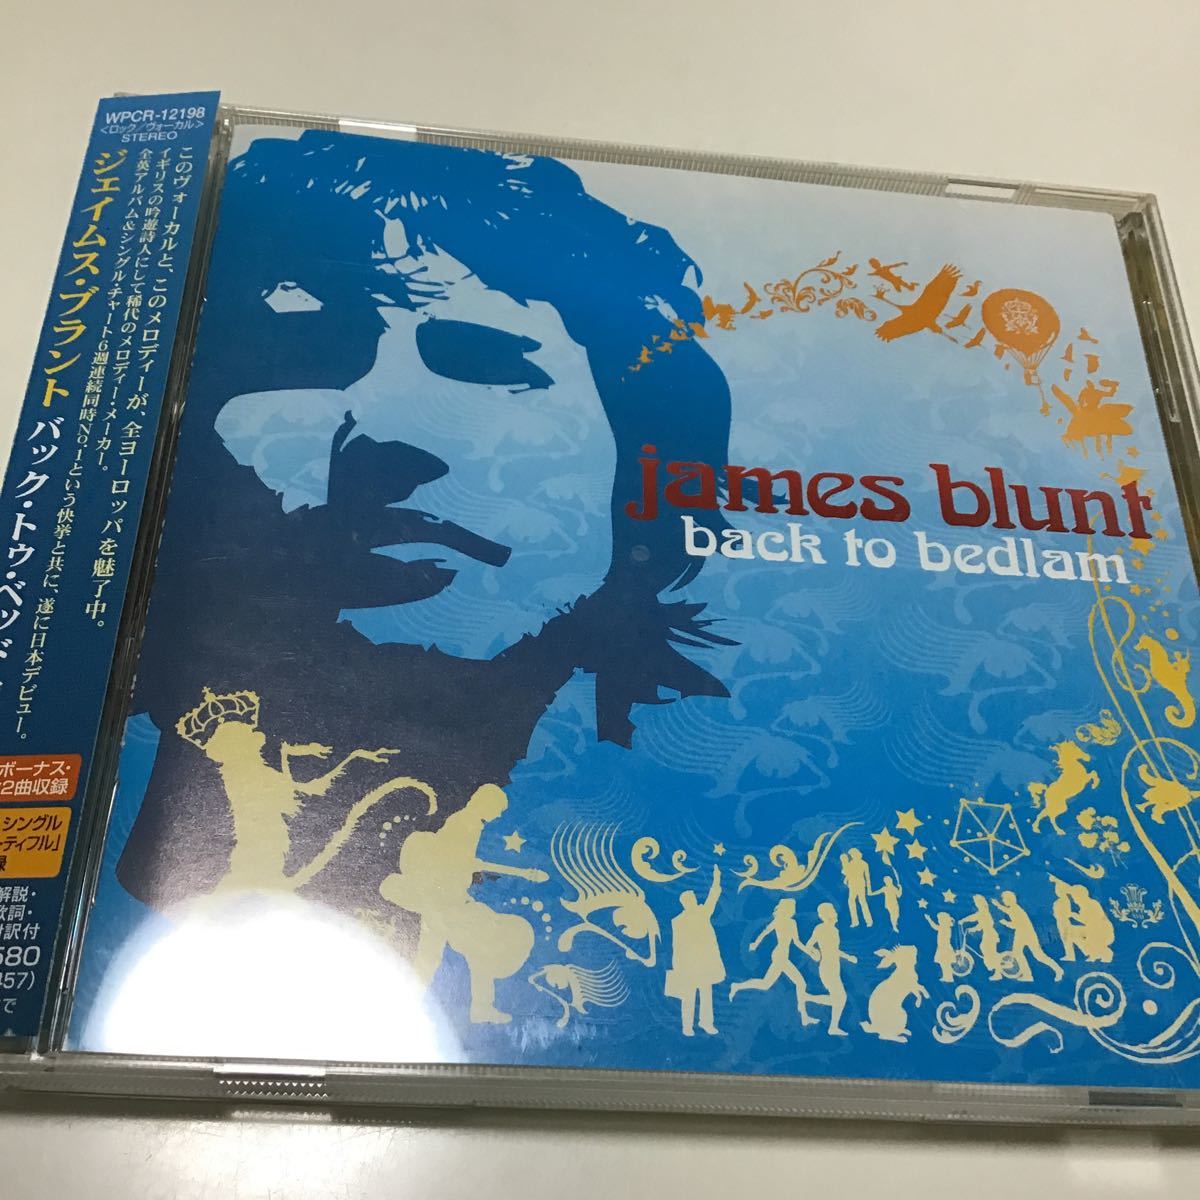 WPCR-12198
<ロック/ヴォーカル>
STEREO
このヴォーカルと、このメロディーが、全ヨーロッパを魅了中。
イギリスの吟遊詩人にして稀代のメロディー・メーカー。
全英アルバム&シングル・チャート6週連続同時No.1という快挙と共に、遂に日本デビュー。
ジェイムス・ブラント
バック・トゥ・ベッド
ボーナス・
2曲収録
シングル
ーティフル」
録
解説・
歌詞・
対訳付
580
457)
で
james blunt
back to bedlam